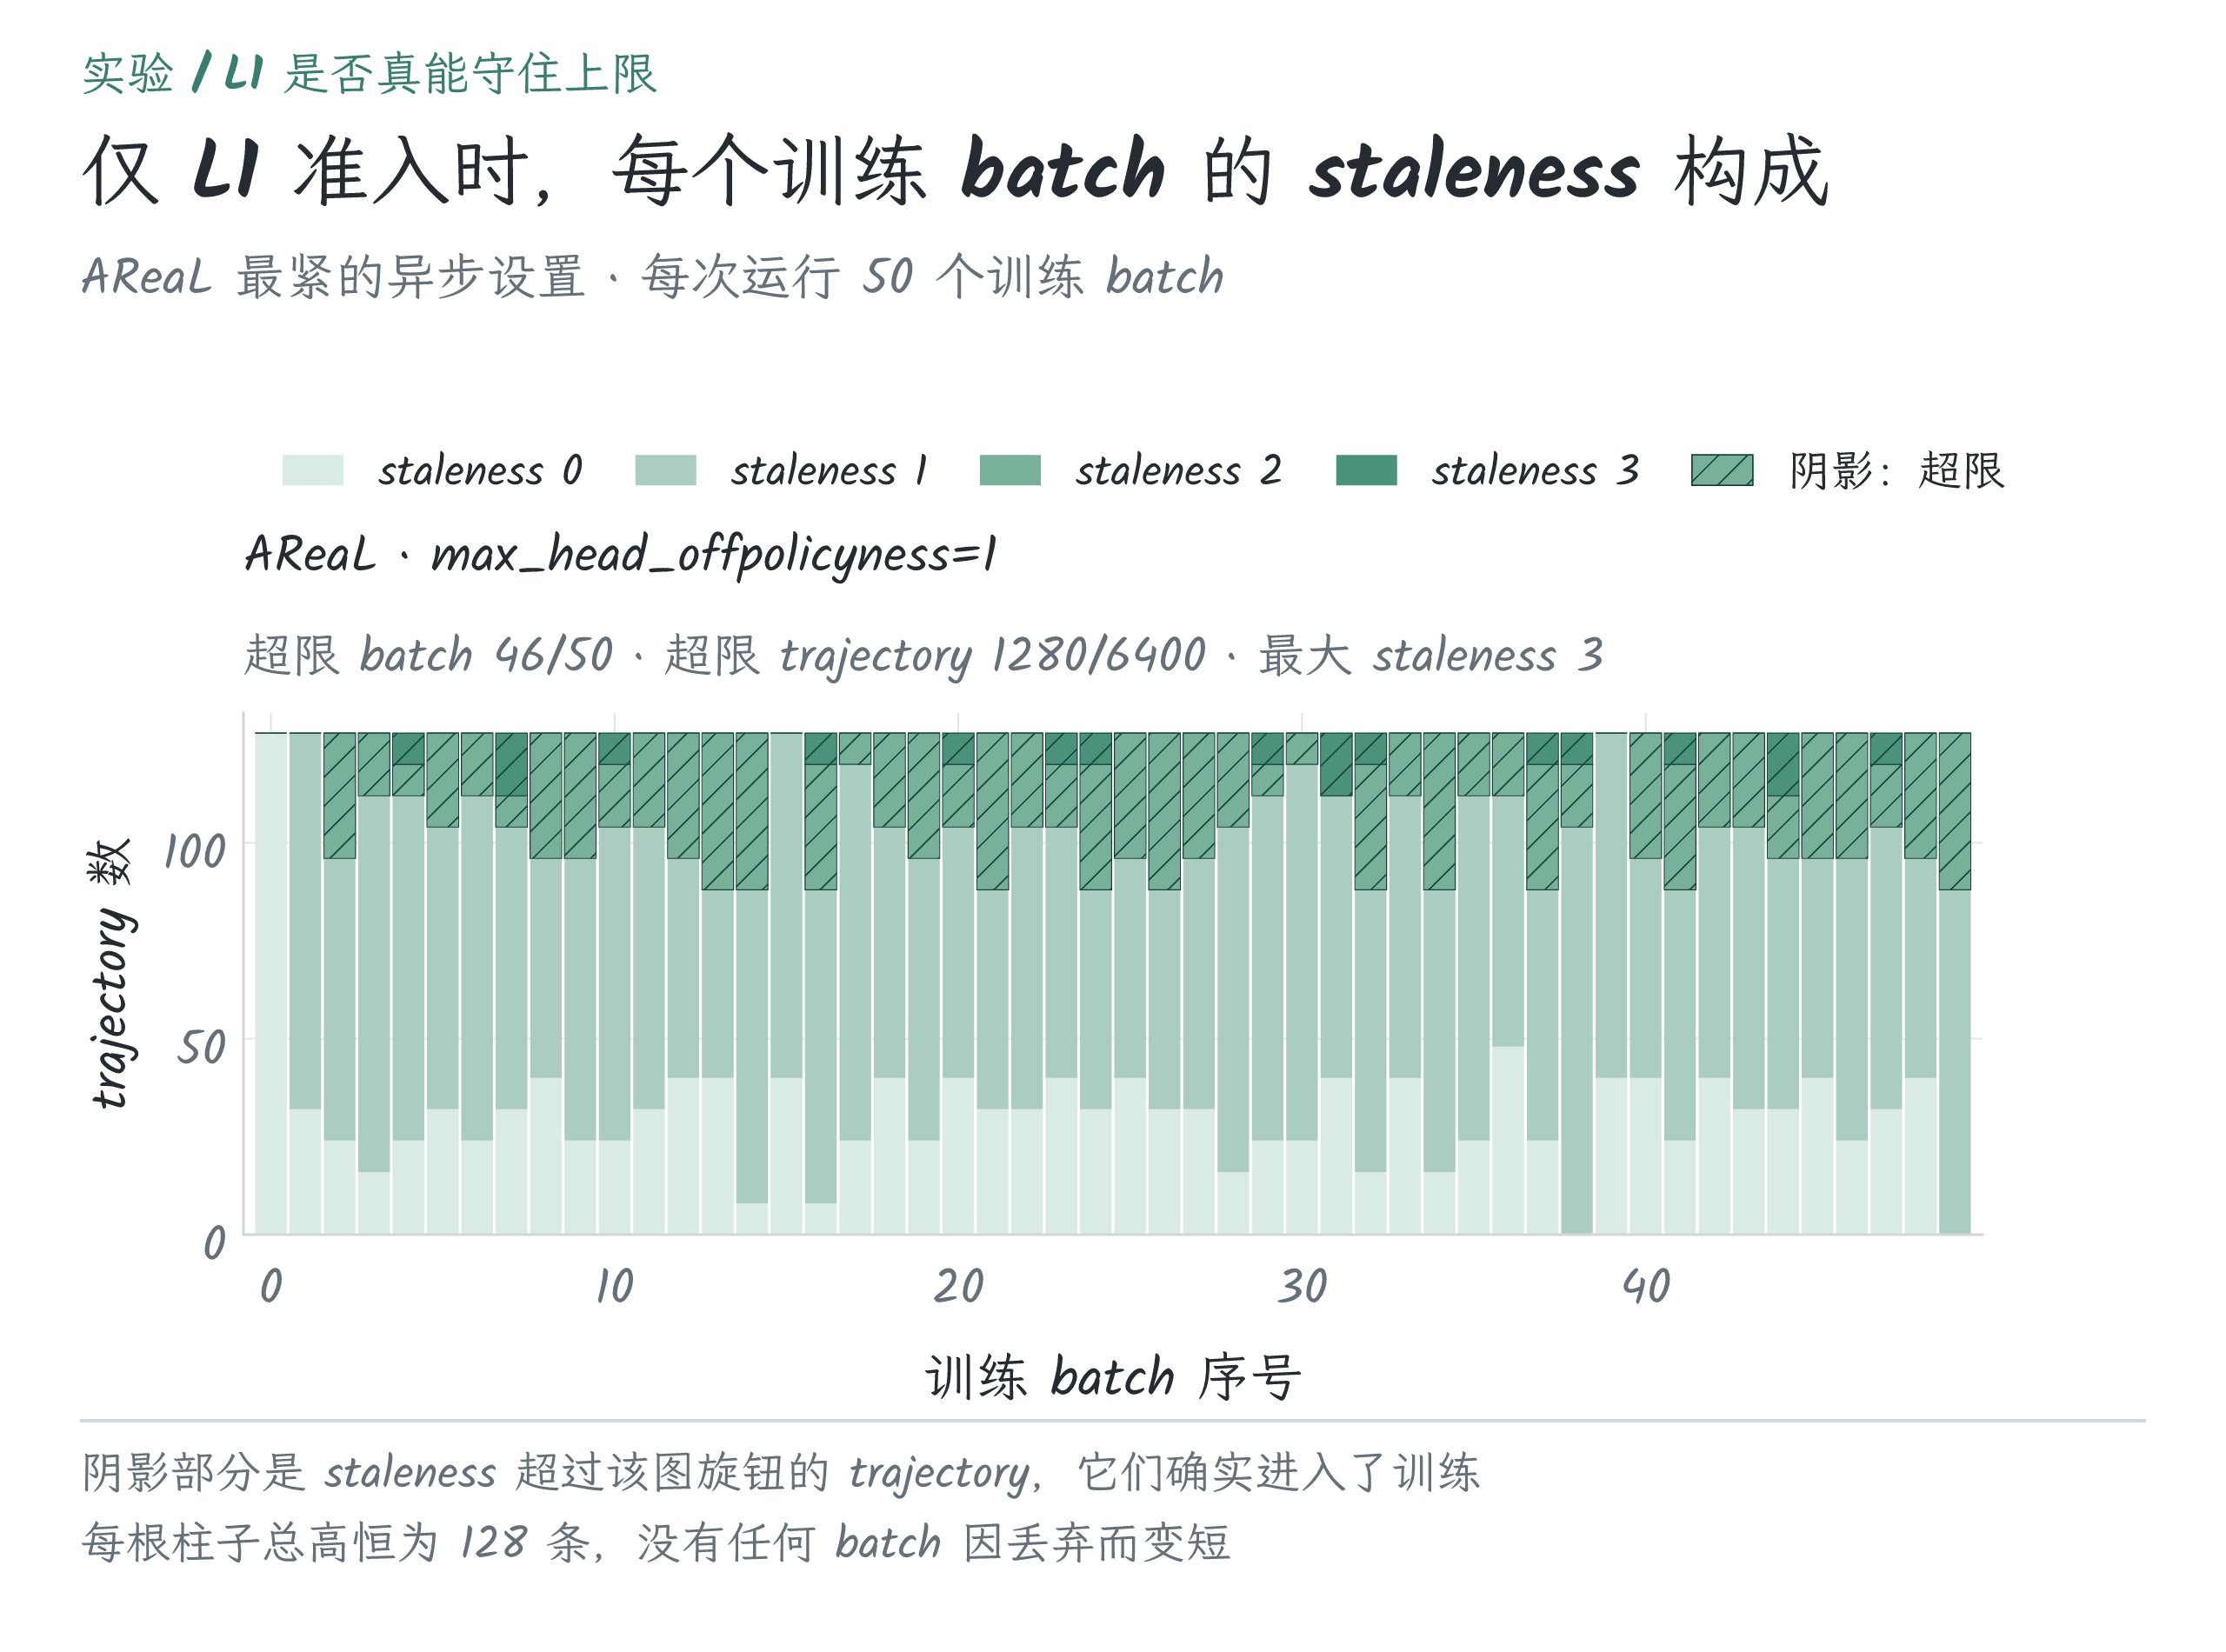 实验 / L1 是否真能守住上限
仅 L1 准入时，每个训练 batch 的 staleness 构成
AReaL 最紧的异步设置 · 每次运行 50 个训练 batch
staleness 0 staleness 1 staleness 2 staleness 3 阴影：超限
AReaL · max_head_offpolicyness=1
超限 batch 46/50 · 超限 trajectory 1280/6400 · 最大 staleness 3
trajectory 数
100
50
0
0 10 20 30 40
训练 batch 序号
阴影部分是 staleness 超过该图旋钮的 trajectory，它们确实进入了训练
每根柱子总高恒为 128 条，没有任何 batch 因丢弃而变短